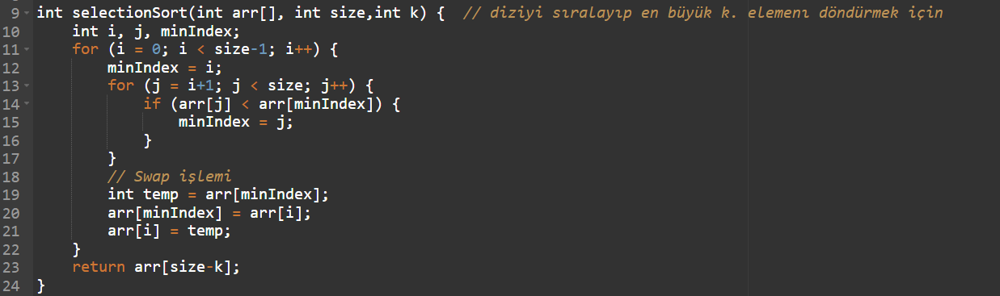 9 int selectionSort(int arr[], int size,int k) {  // diziyi sıralayıp en büyük k. elemenı döndürmek için
10     int i, j, minIndex;
11     for (i = 0; i < size-1; i++) {
12         minIndex = i;
13         for (j = i+1; j < size; j++) {
14             if (arr[j] < arr[minIndex]) {
15                 minIndex = j;
16             }
17         }
18         // Swap işlemi
19         int temp = arr[minIndex];
20         arr[minIndex] = arr[i];
21         arr[i] = temp;
22     }
23     return arr[size-k];
24 }